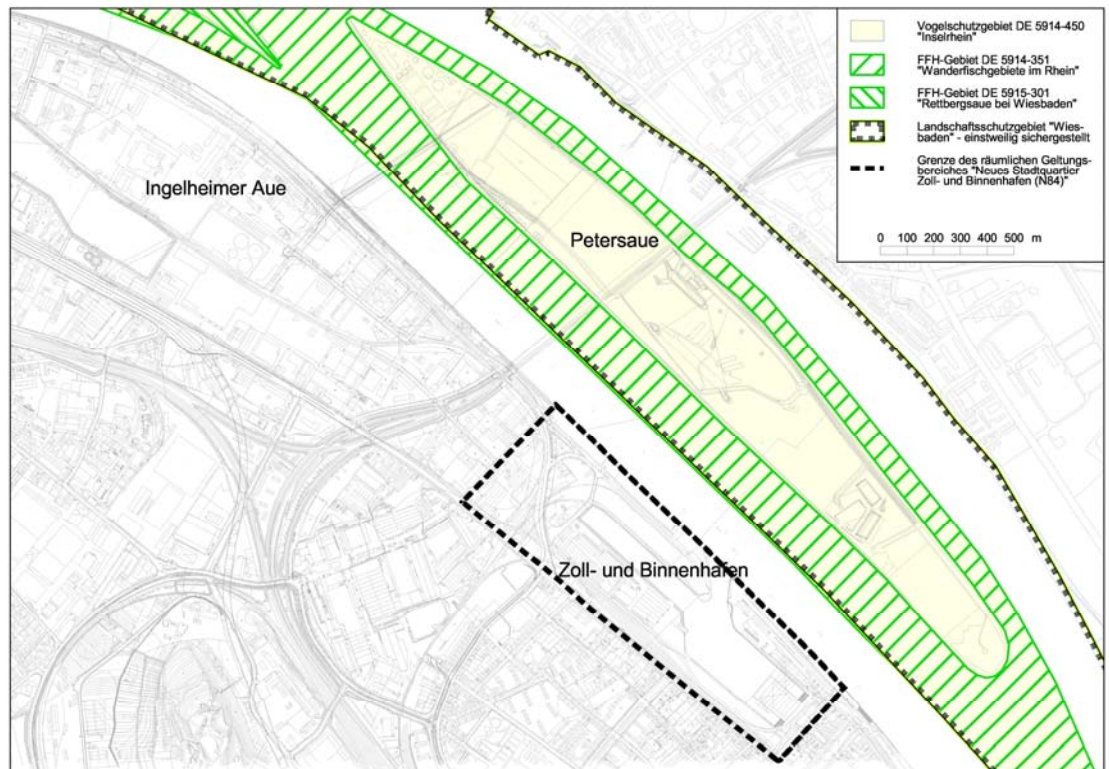 Vogelschutzgebiet DE 5914-450
"Inselrhein"
FFH-Gebiet DE 5914-351
"Wanderfischgebiete im Rhein"
FFH-Gebiet DE 5915-301
"Rettbergsaue bei Wiesbaden"
Landschaftsschutzgebiet "Wies-
baden" - einstweilig sichergestellt
Grenze des räumlichen Geltungs-
bereiches "Neues Stadtquartier
Zoll- und Binnenhafen (N84)"
0 100 200 300 400 500 m
Ingelheimer Aue
Petersaue
Zoll- und Binnenhafen